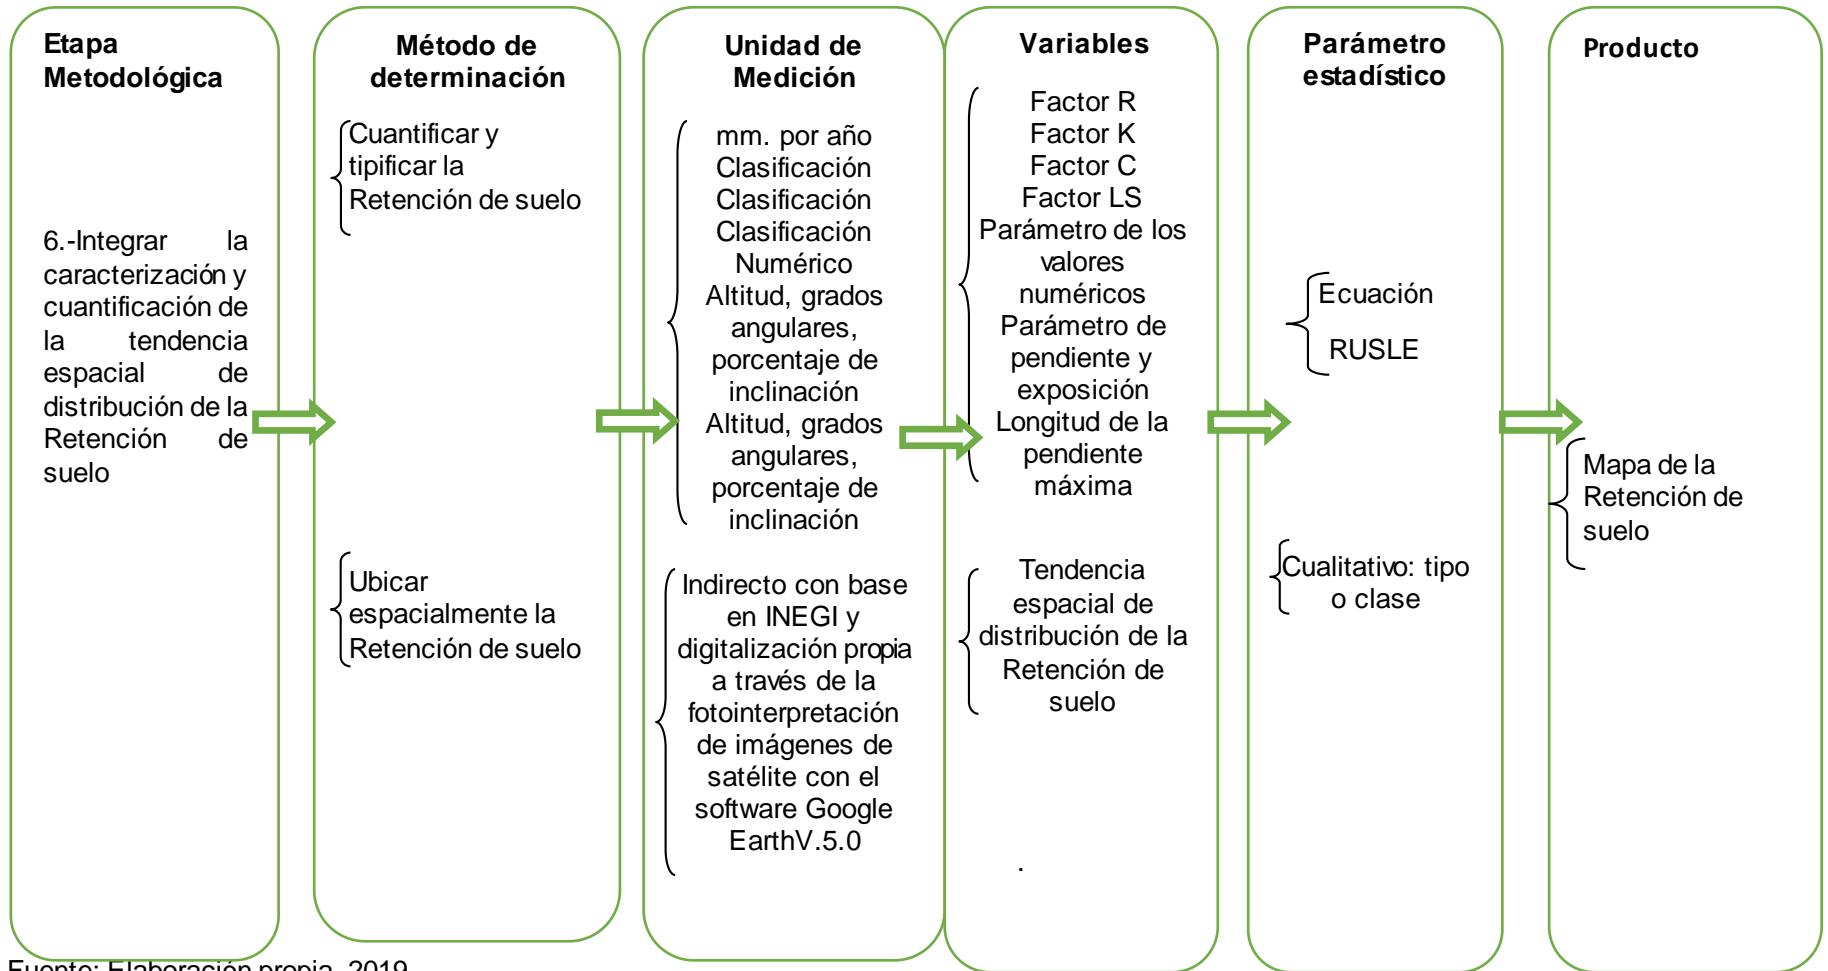 Etapa
Metodológica
6.-Integrar la
caracterización y
cuantificación de
la tendencia
espacial de
distribución de la
Retención de
suelo
Método de
determinación
Cuantificar y
tipificar la
Retención de suelo
Ubicar
espacialmente la
Retención de suelo
Unidad de
Medición
mm. por año
Clasificación
Clasificación
Clasificación
Numérico
Altitud, grados
angulares,
porcentaje de
inclinación
Altitud, grados
angulares,
porcentaje de
inclinación
Indirecto con base
en INEGI y
digitalización propia
a través de la
fotointerpretación
de imágenes de
satélite con el
software Google
EarthV.5.0
Variables
Factor R
Factor K
Factor C
Factor LS
Parámetro de los
valores
numéricos
Parámetro de
pendiente y
exposición
Longitud de la
pendiente
máxima
Tendencia
espacial de
distribución de la
Retención de
suelo
.
Parámetro
estadístico
Ecuación
RUSLE
Cualitativo: tipo
o clase
Producto
Mapa de la
Retención de
suelo
Fuente: Elaboración propia, 2019